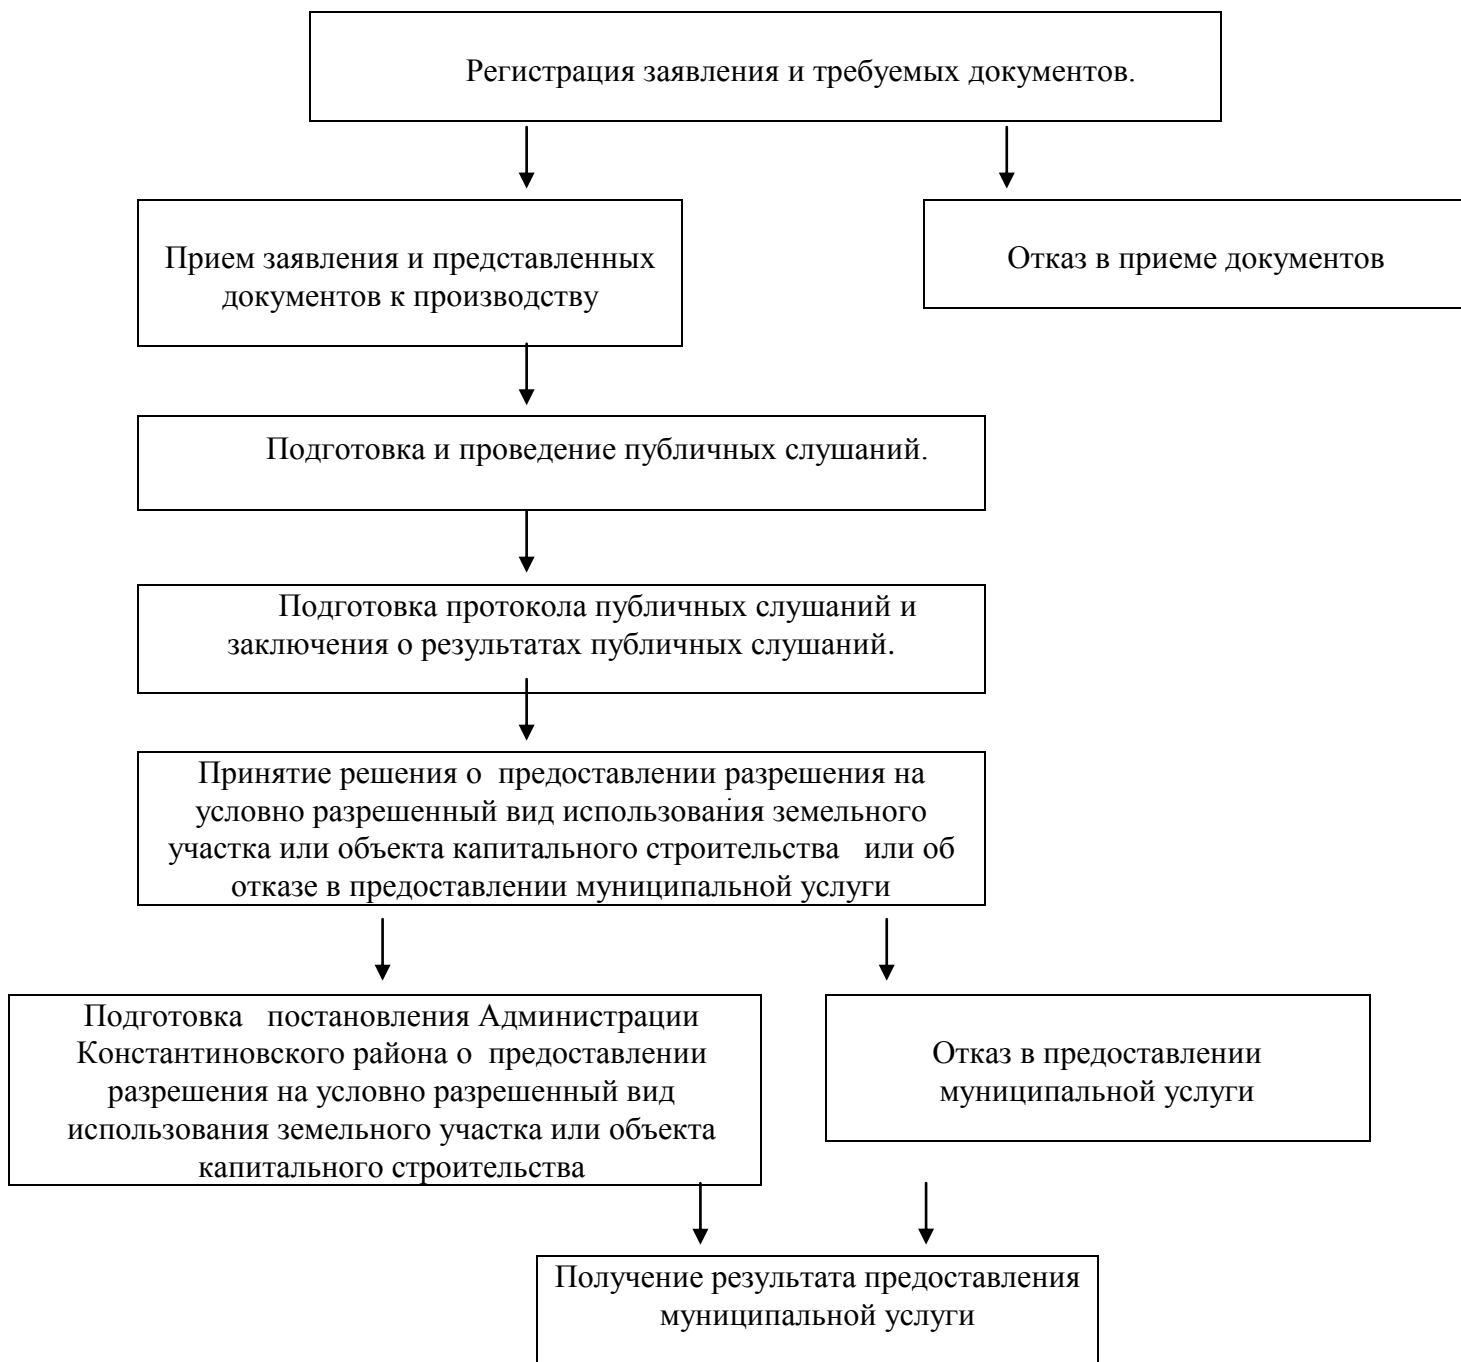 Регистрация заявления и требуемых документов.
Прием заявления и представленных
документов к производству
Отказ в приеме документов
Подготовка и проведение публичных слушаний.
Подготовка протокола публичных слушаний и
заключения о результатах публичных слушаний.
Принятие решения о предоставлении разрешения на
условно разрешенный вид использования земельного
участка или объекта капитального строительства или об
отказе в предоставлении муниципальной услуги
Подготовка постановления Администрации
Константиновского района о предоставлении
разрешения на условно разрешенный вид
использования земельного участка или объекта
капитального строительства
Отказ в предоставлении
муниципальной услуги
Получение результата предоставления
муниципальной услуги